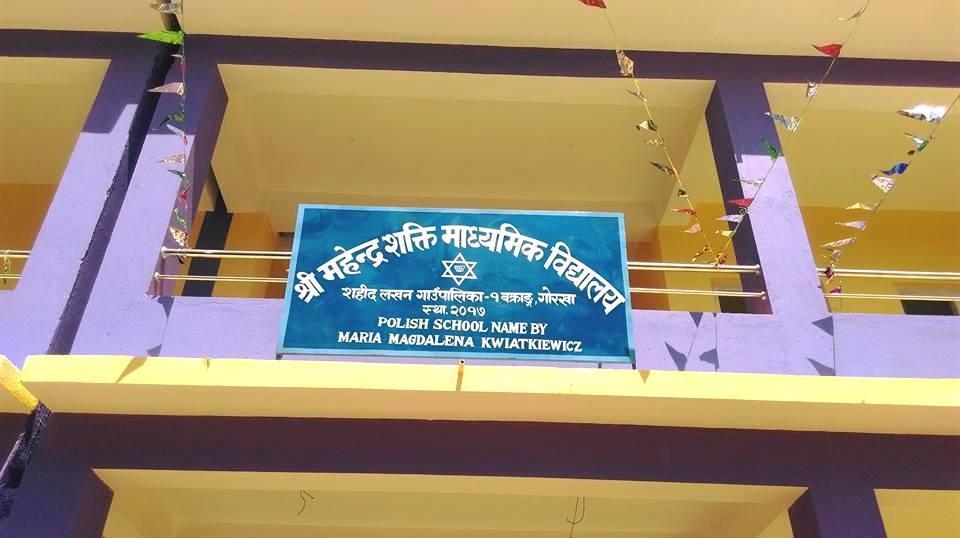 श्री महेन्द्र शक्ति माध्यमिक विद्यालय
शहीद लखन गाउँपालिका-१ बक्राङ्ग, गोरखा
स्था. २०१७
POLISH SCHOOL NAME BY
MARIA MAGDALENA KWIATKIEWICZ